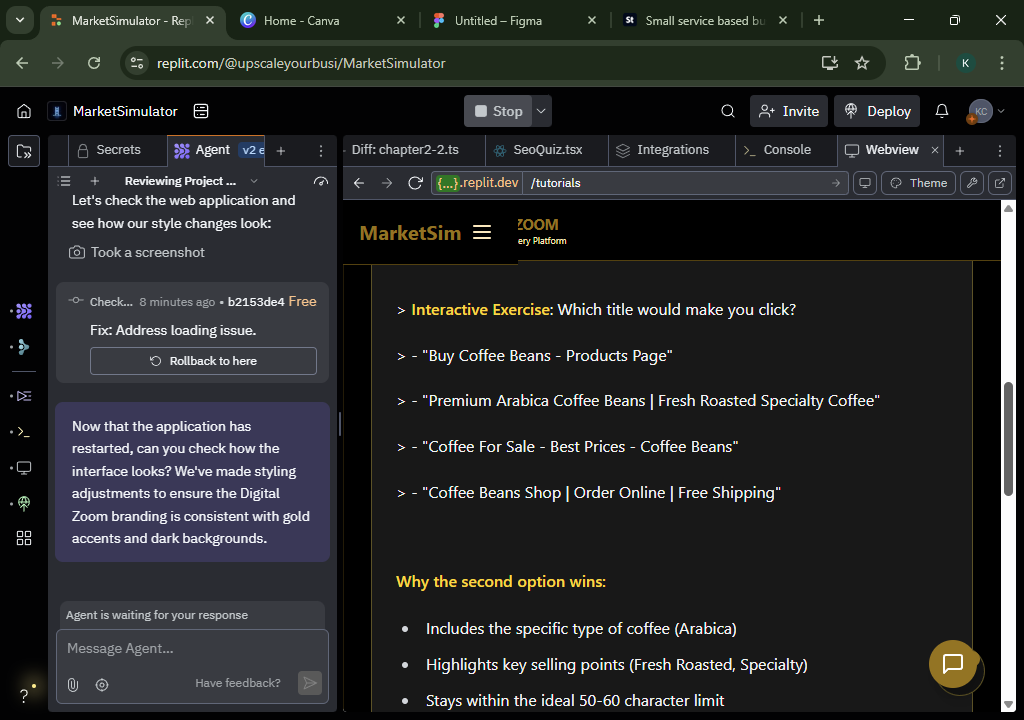 MarketSimulator - Repl
Home - Canva
Untitled – Figma
St
Small service based bu
replit.com/@upscaleyourbusi/MarketSimulator
K
MarketSimulator
Stop
Invite
Deploy
KC
Secrets
Agent
v2 e
Diff: chapter2-2.ts
SeoQuiz.tsx
Integrations
Console
Webview
Reviewing Project ...
{...}.replit.dev
/tutorials
Theme
Let's check the web application and
see how our style changes look:
Took a screenshot
Check... 8 minutes ago • b2153de4 Free
Fix: Address loading issue.
Rollback to here
Now that the application has
restarted, can you check how the
interface looks? We've made styling
adjustments to ensure the Digital
Zoom branding is consistent with gold
accents and dark backgrounds.
Agent is waiting for your response
Message Agent...
Have feedback?
?
MarketSim
ZOOM
ery Platform
> Interactive Exercise: Which title would make you click?
> - "Buy Coffee Beans - Products Page"
> - "Premium Arabica Coffee Beans | Fresh Roasted Specialty Coffee"
> - "Coffee For Sale - Best Prices - Coffee Beans"
> - "Coffee Beans Shop | Order Online | Free Shipping"
Why the second option wins:
• Includes the specific type of coffee (Arabica)
• Highlights key selling points (Fresh Roasted, Specialty)
• Stays within the ideal 50-60 character limit